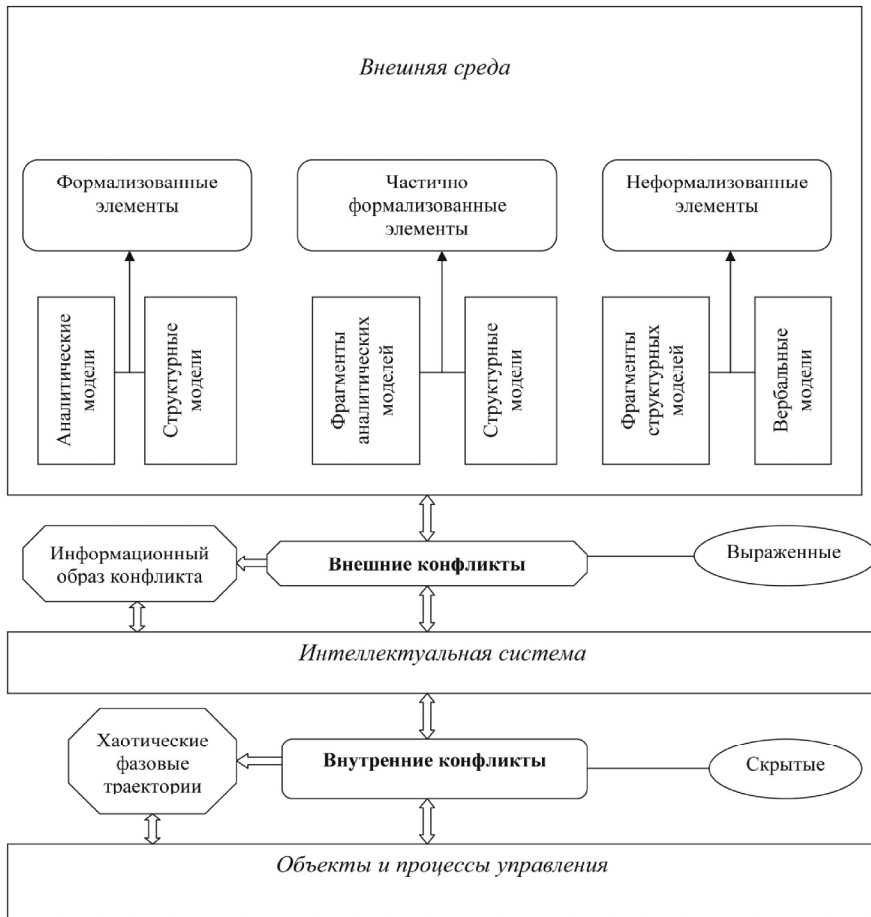 Внешняя среда
Формализованные
элементы
Частично
формализованные
элементы
Неформализованные
элементы
Аналитические
модели
Структурные
модели
Фрагменты
аналитических
моделей
Структурные
модели
Фрагменты
структурных
моделей
Вербальные
модели
Информационный
образ конфликта
Внешние конфликты
Выраженные
Интеллектуальная система
Хаотические
фазовые
траектории
Внутренние конфликты
Скрытые
Объекты и процессы управления